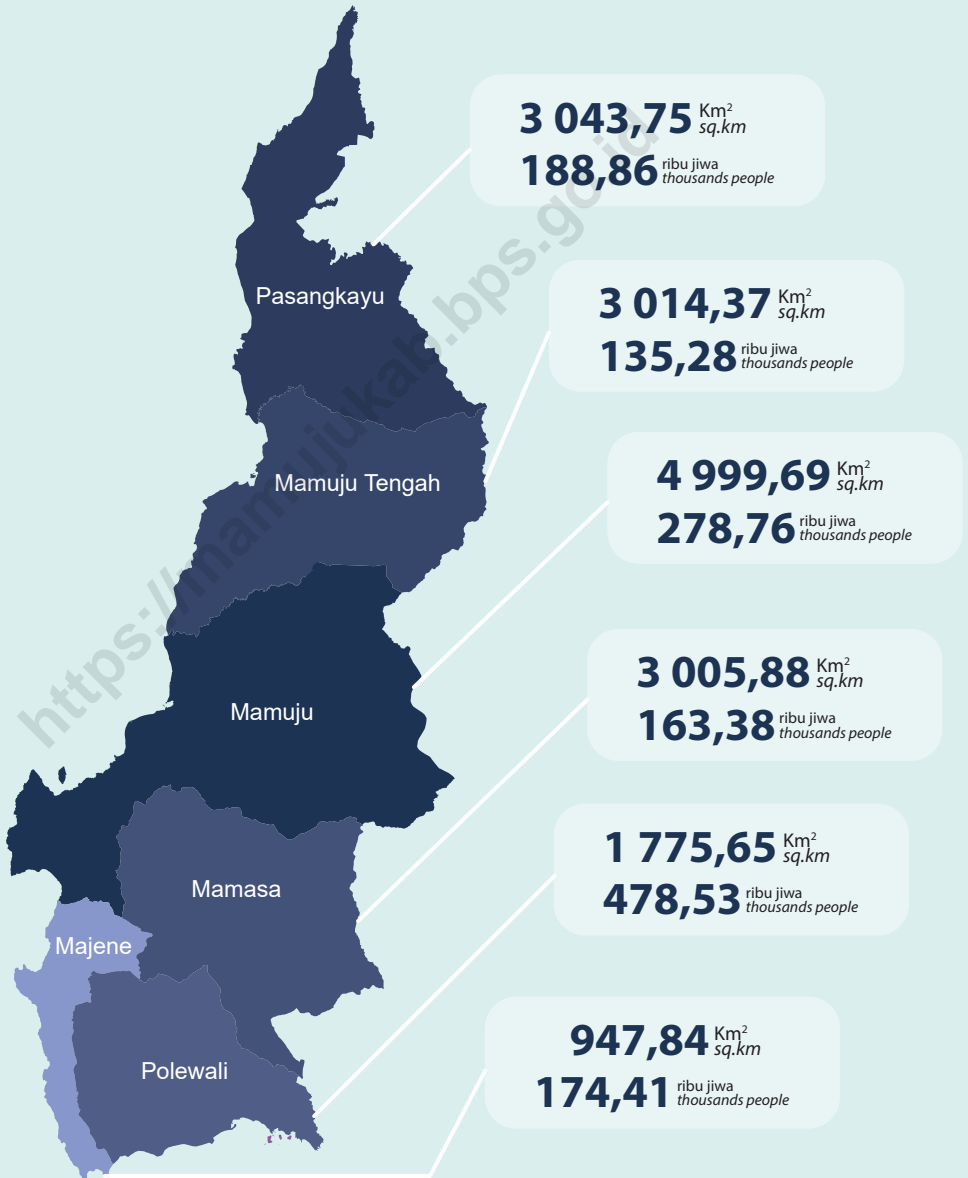 3 043,75 Km² sq.km
188,86 ribu jiwa thousands people
Pasangkayu
3 014,37 Km² sq.km
135,28 ribu jiwa thousands people
Mamuju Tengah
4 999,69 Km² sq.km
278,76 ribu jiwa thousands people
Mamuju
3 005,88 Km² sq.km
163,38 ribu jiwa thousands people
Mamasa
1 775,65 Km² sq.km
478,53 ribu jiwa thousands people
Majene
947,84 Km² sq.km
174,41 ribu jiwa thousands people
Polewali
https://mamujukab.bps.go.id